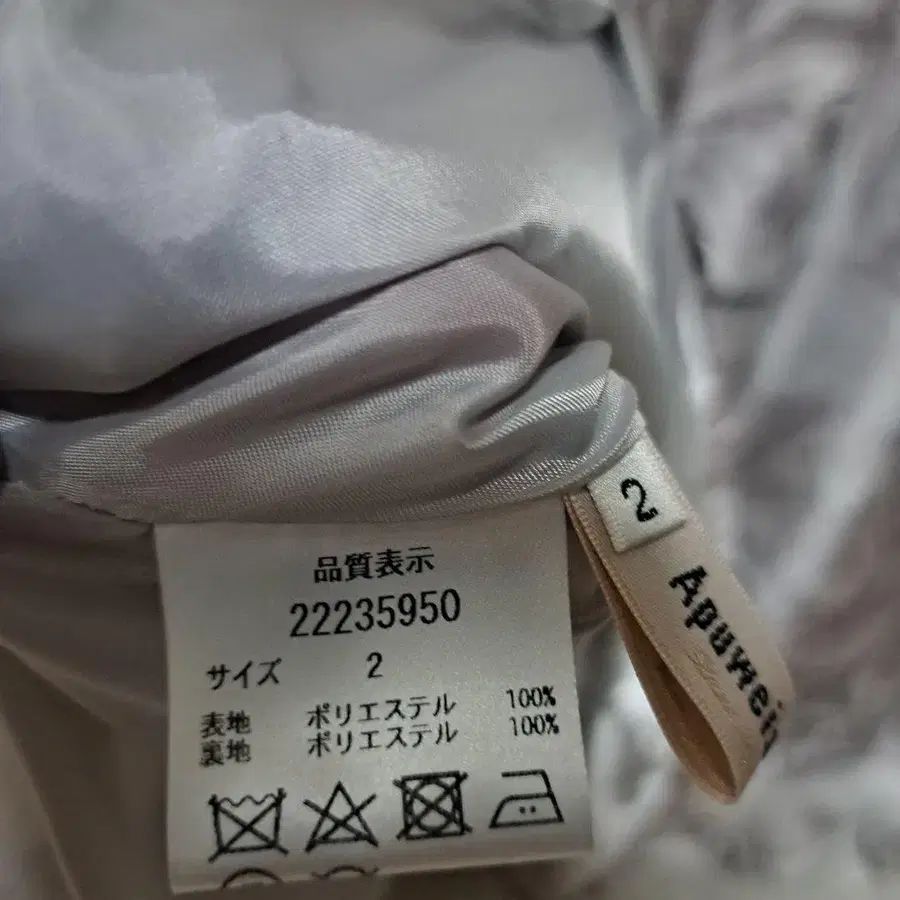 2
Apuwei
品質表示
22235950
サイズ 2
表地 ポリエステル 100%
裏地 ポリエステル 100%